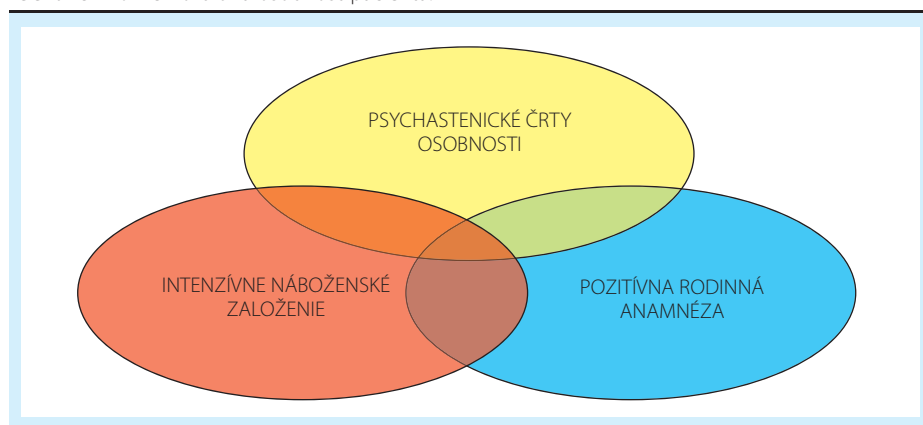 PSYCHASTENICKÉ ČRTY
OSOBNOSTI
INTENZÍVNE NÁBOŽENSKÉ
ZALOŽENIE
POZITÍVNA RODINNÁ
ANAMNÉZA